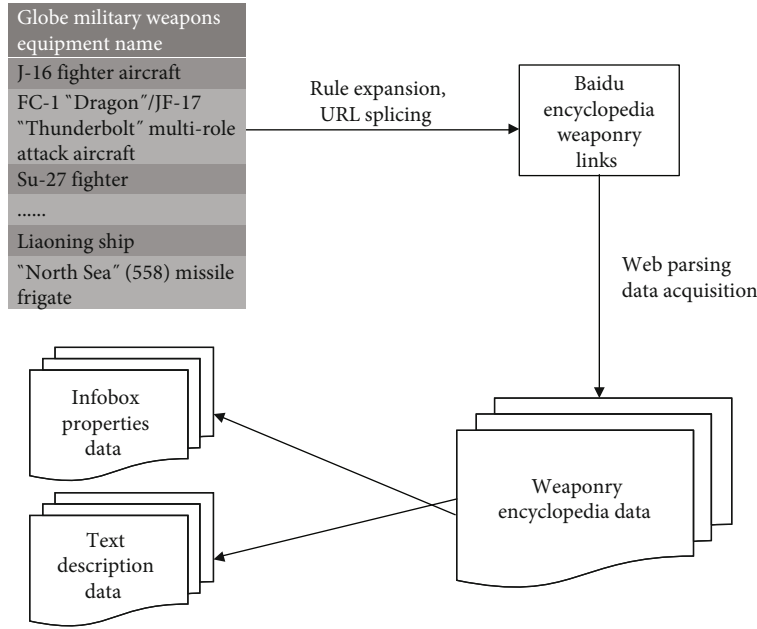 Globe military weapons
equipment name
J-16 fighter aircraft
FC-1 ‶Dragon″/JF-17
‶Thunderbolt″ multi-role
attack aircraft
Su-27 fighter
......
Liaoning ship
‶North Sea″ (558) missile
frigate
Rule expansion,
URL splicing
Baidu
encyclopedia
weaponry
links
Web parsing
data acquisition
Infobox
properties
data
Weaponry
encyclopedia data
Text
description
data